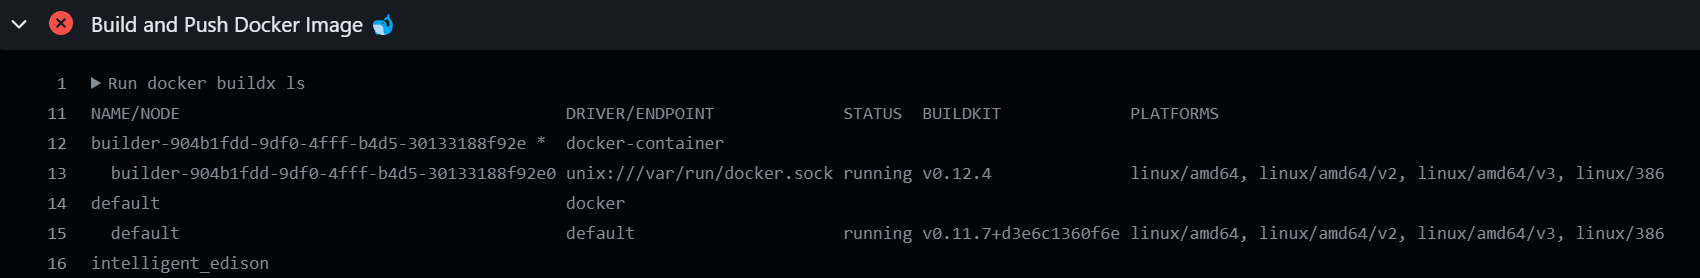 Build and Push Docker Image
1 Run docker buildx ls
11 NAME/NODE DRIVER/ENDPOINT STATUS BUILDKIT PLATFORMS
12 builder-904b1fdd-9df0-4fff-b4d5-30133188f92e * docker-container
13 builder-904b1fdd-9df0-4fff-b4d5-30133188f92e0 unix:///var/run/docker.sock running v0.12.4 linux/amd64, linux/amd64/v2, linux/amd64/v3, linux/386
14 default docker
15 default default running v0.11.7+d3e6c1360f6e linux/amd64, linux/amd64/v2, linux/amd64/v3, linux/386
16 intelligent_edison